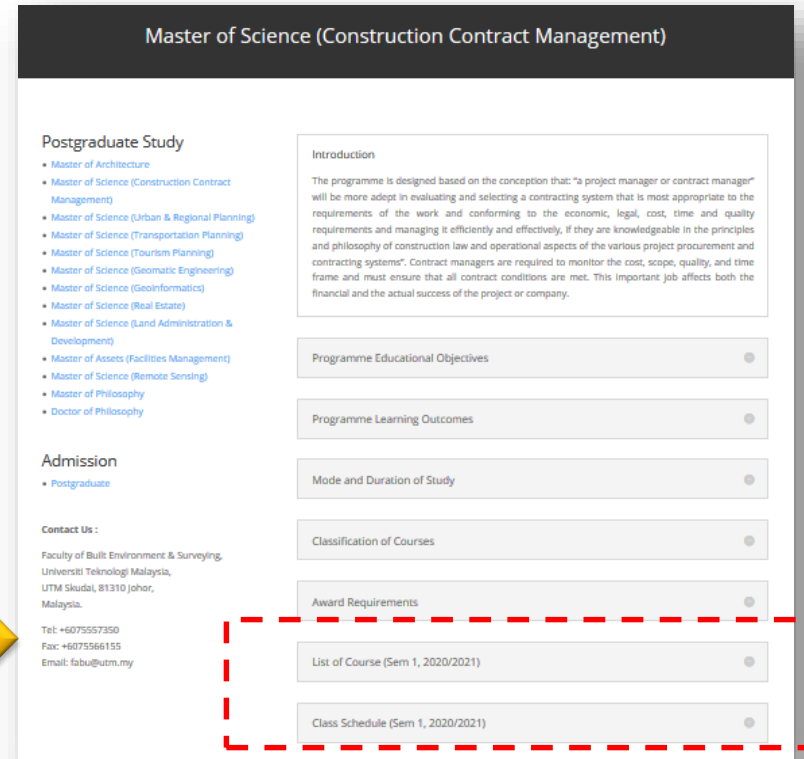 Master of Science (Construction Contract Management)
Postgraduate Study
Master of Architecture
Master of Science (Construction Contract
Management)
Master of Science (Urban & Regional Planning)
Master of Science (Transportation Planning)
Master of Science (Tourism Planning)
Master of Science (Geomatic Engineering)
Master of Science (Geoinformatics)
Master of Science (Real Estate)
Master of Science (Land Administration &
Development)
Master of Assets (Facilities Management)
Master of Science (Remote Sensing)
Master of Philosophy
Doctor of Philosophy
Admission
Postgraduate
Contact Us :
Faculty of Built Environment & Surveying,
Universiti Teknologi Malaysia,
UTM Skudai, 81310 Johor,
Malaysia.
Tel: +6075557350
Fax: +6075566155
Email: fabu@utm.my
Introduction
The programme is designed based on the conception that: “a project manager or contract manager”
will be more adept in evaluating and selecting a contracting system that is most appropriate to the
requirements of the work and conforming to the economic, legal, cost, time and quality
requirements and managing it efficiently and effectively, if they are knowledgeable in the principles
and philosophy of construction law and operational aspects of the various project procurement and
contracting systems”. Contract managers are required to monitor the cost, scope, quality, and time
frame and must ensure that all contract conditions are met. This important job affects both the
financial and the actual success of the project or company.
Programme Educational Objectives
Programme Learning Outcomes
Mode and Duration of Study
Classification of Courses
Award Requirements
List of Course (Sem 1, 2020/2021)
Class Schedule (Sem 1, 2020/2021)